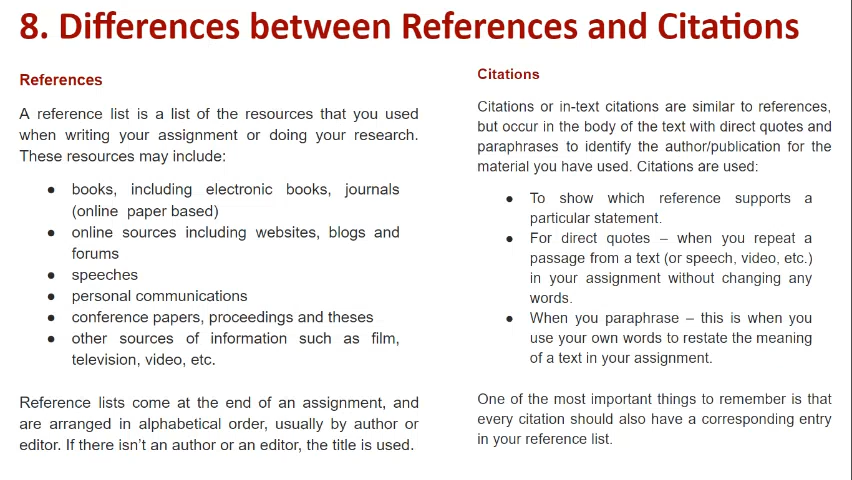 8. Differences between References and Citations
References
A reference list is a list of the resources that you used
when writing your assignment or doing your research.
These resources may include:
● books, including electronic books, journals
(online paper based)
● online sources including websites, blogs and
forums
● speeches
● personal communications
● conference papers, proceedings and theses
● other sources of information such as film,
television, video, etc.
Reference lists come at the end of an assignment, and
are arranged in alphabetical order, usually by author or
editor. If there isn’t an author or an editor, the title is used.
Citations
Citations or in-text citations are similar to references,
but occur in the body of the text with direct quotes and
paraphrases to identify the author/publication for the
material you have used. Citations are used:
● To show which reference supports a
particular statement.
● For direct quotes – when you repeat a
passage from a text (or speech, video, etc.)
in your assignment without changing any
words.
● When you paraphrase – this is when you
use your own words to restate the meaning
of a text in your assignment.
One of the most important things to remember is that
every citation should also have a corresponding entry
in your reference list.